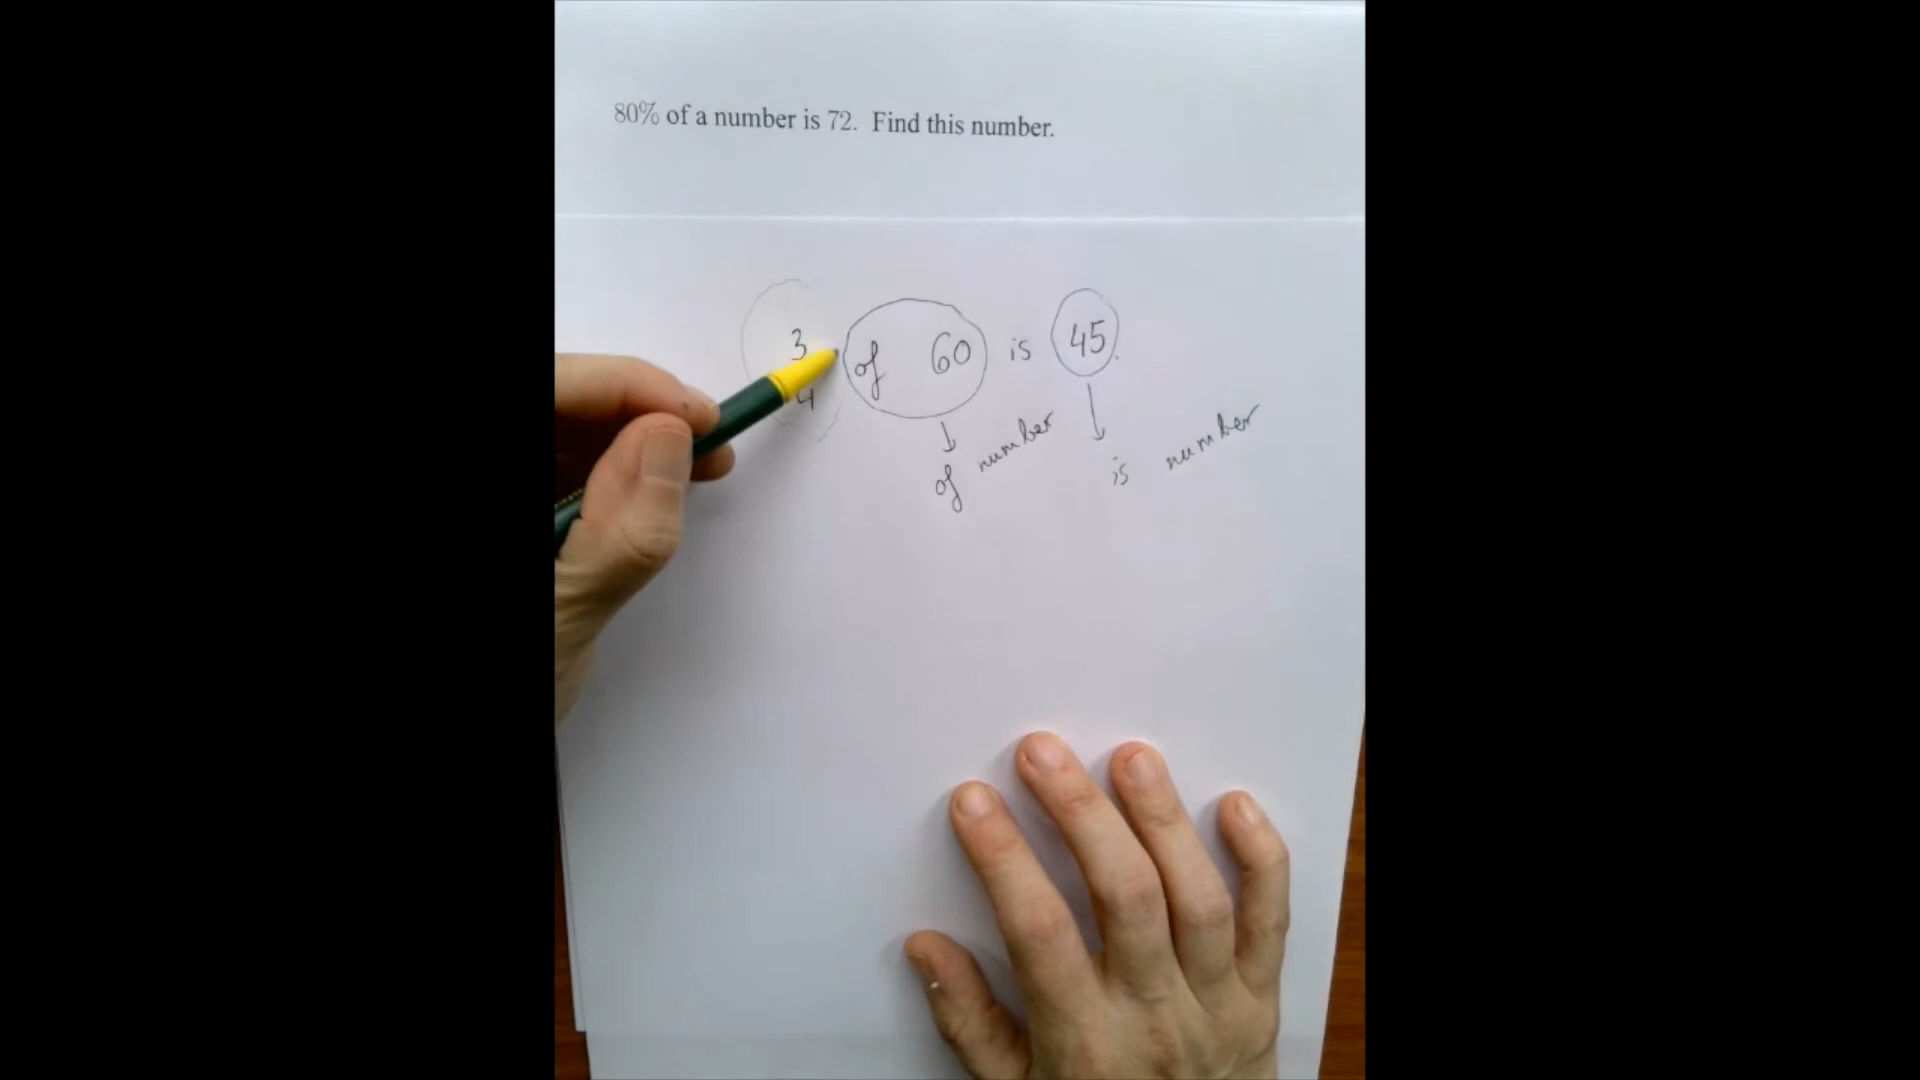 80% of a number is 72. Find this number.
3
4
of 60 is 45.
of number
is number